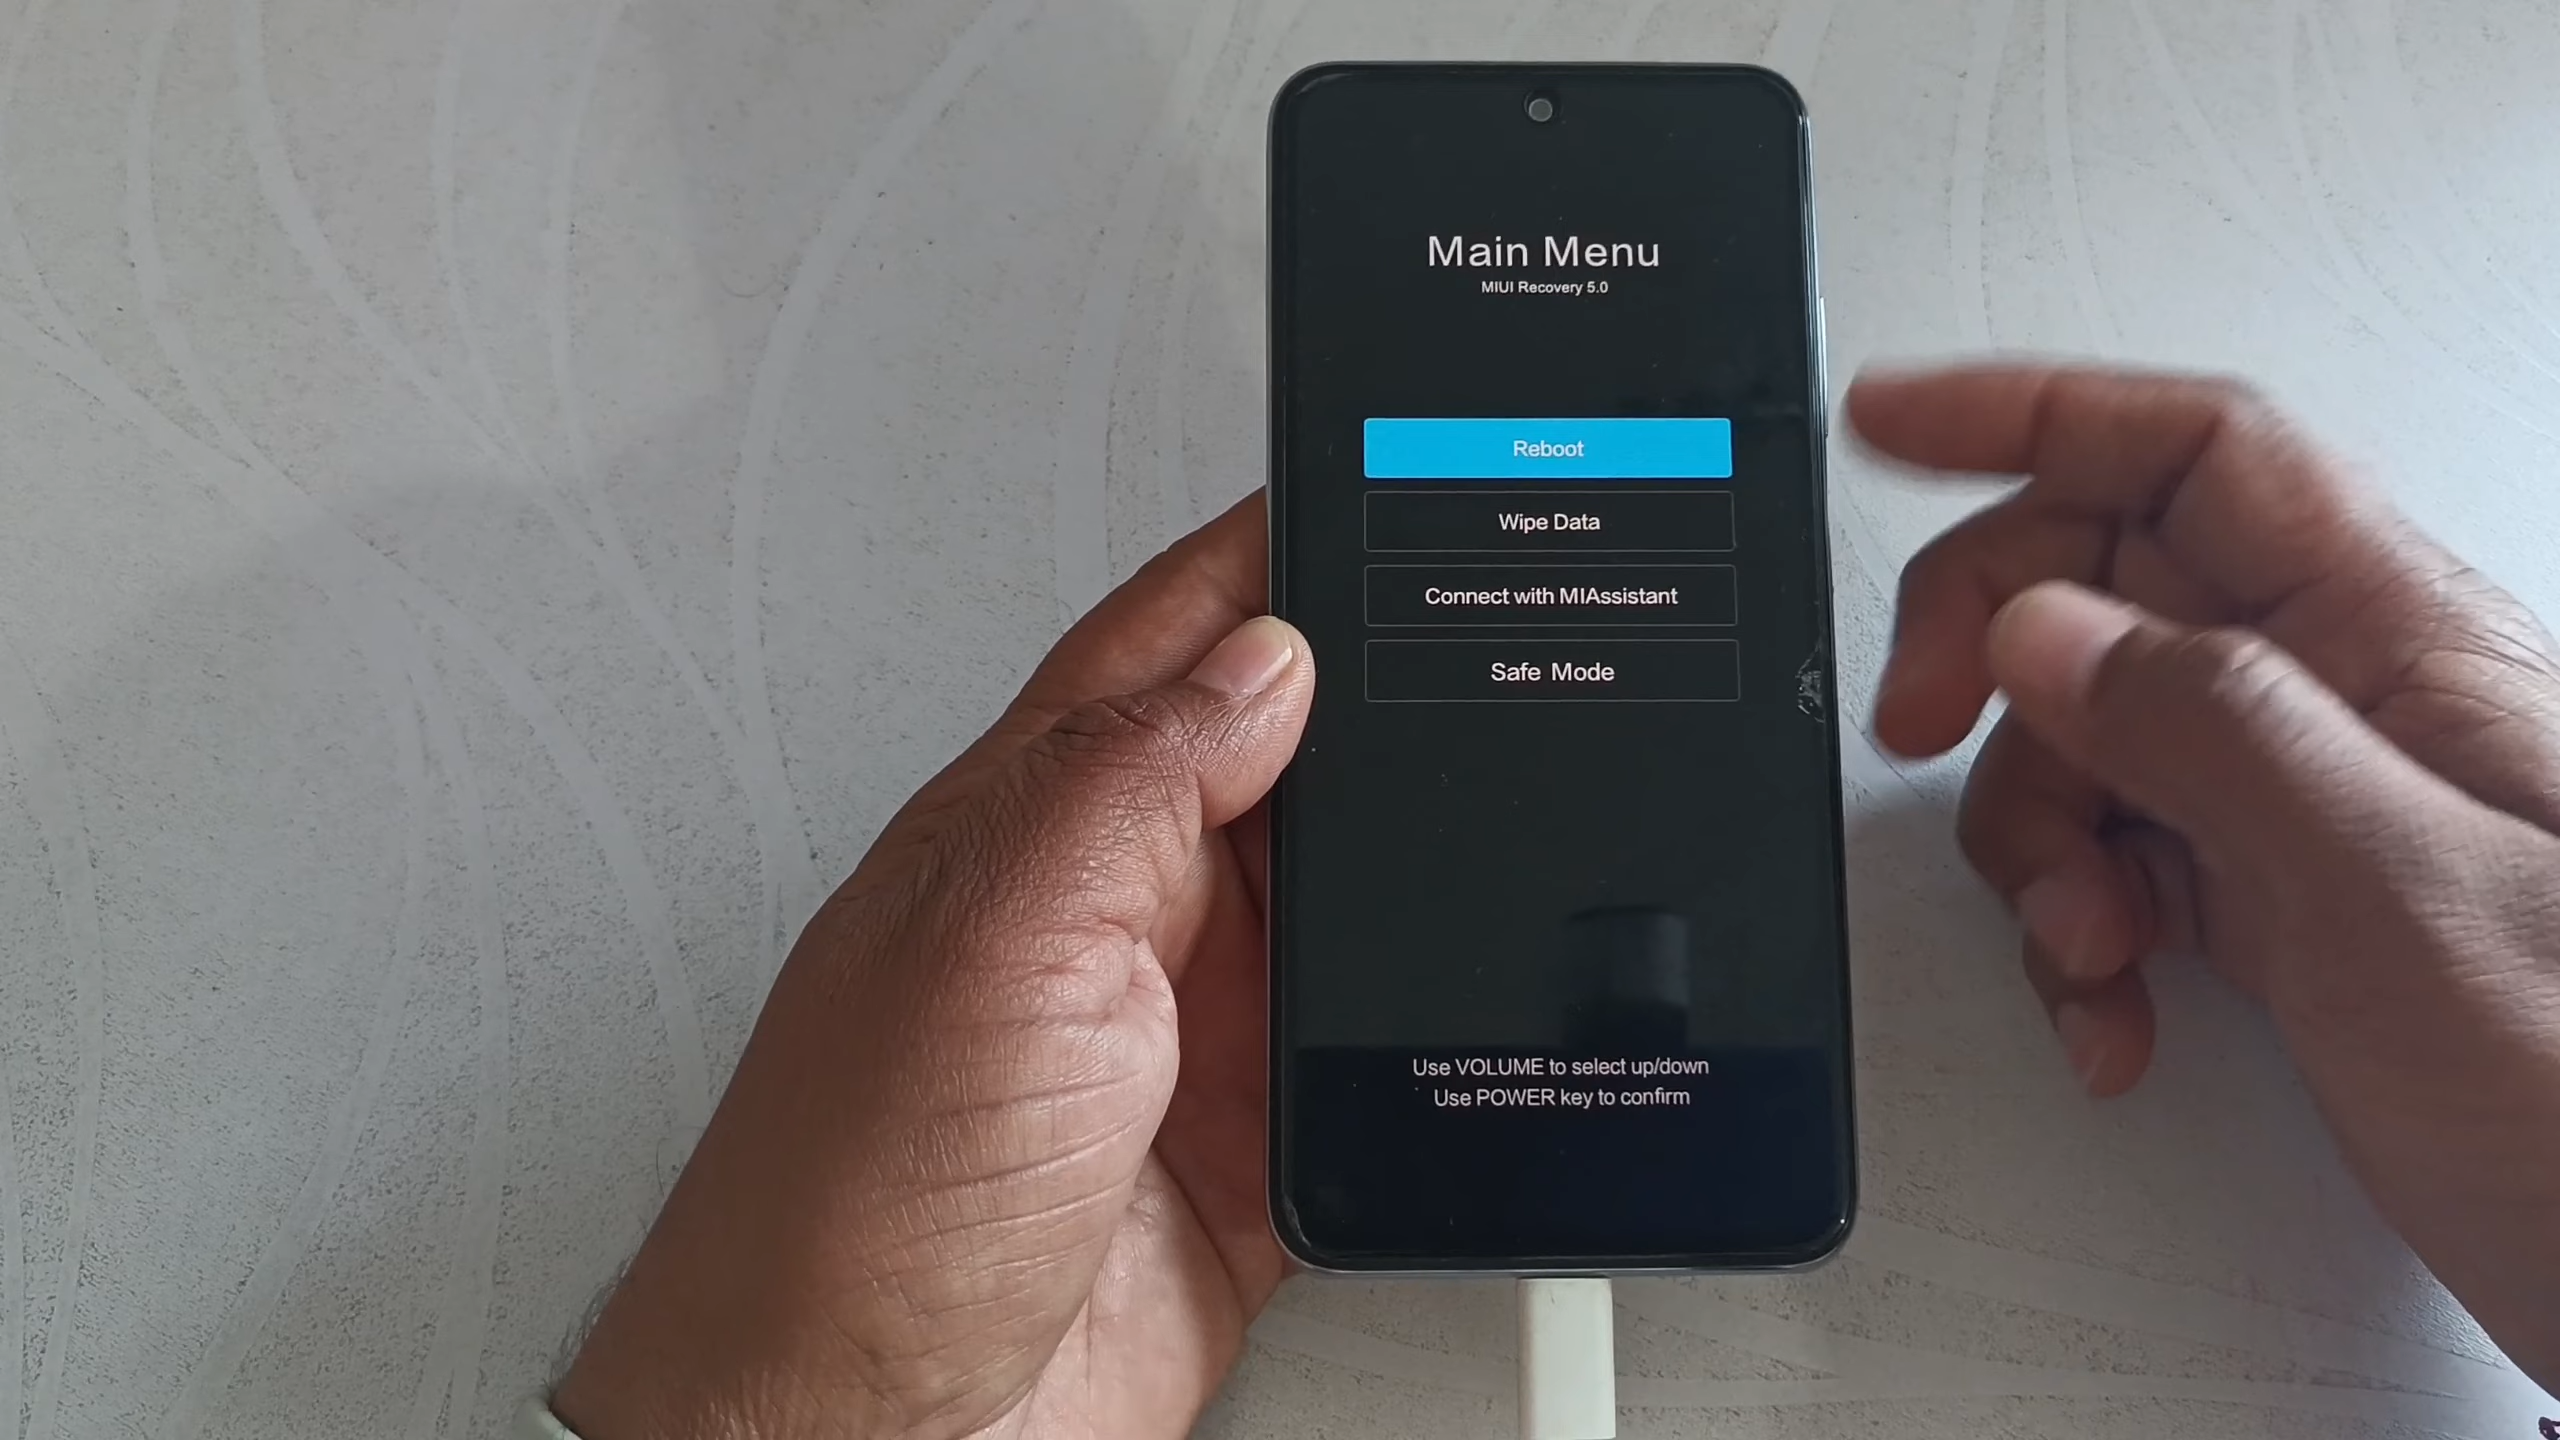 Main Menu
MIUI Recovery 5.0
Reboot
Wipe Data
Connect with MIAssistant
Safe Mode
Use VOLUME to select up/down
Use POWER key to confirm